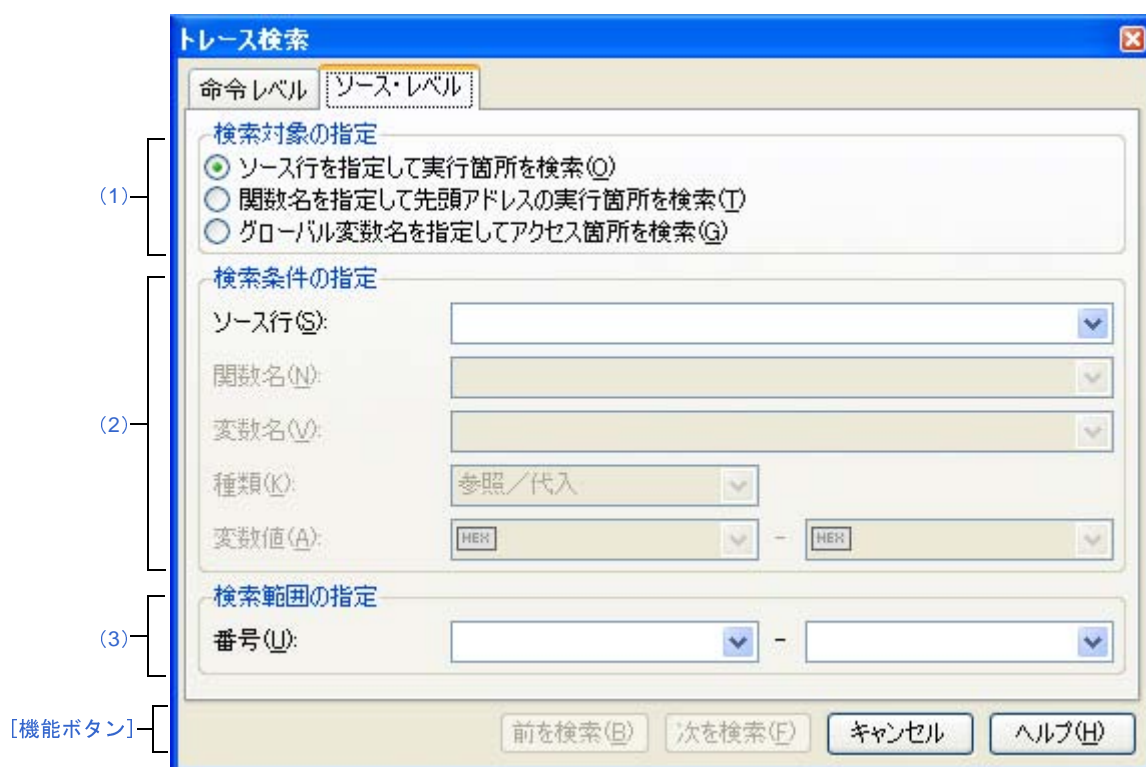 トレース検索
命令レベル ソース・レベル
検索対象の指定
(1)
ソース行を指定して実行箇所を検索(O)
関数名を指定して先頭アドレスの実行箇所を検索(T)
グローバル変数名を指定してアクセス箇所を検索(G)
検索条件の指定
ソース行(S):
関数名(N):
(2)
変数名(V):
種類(K): 参照／代入
変数値(A): HEX - HEX
検索範囲の指定
(3)
番号(U): -
[機能ボタン]
前を検索(B) 次を検索(F) キャンセル ヘルプ(H)